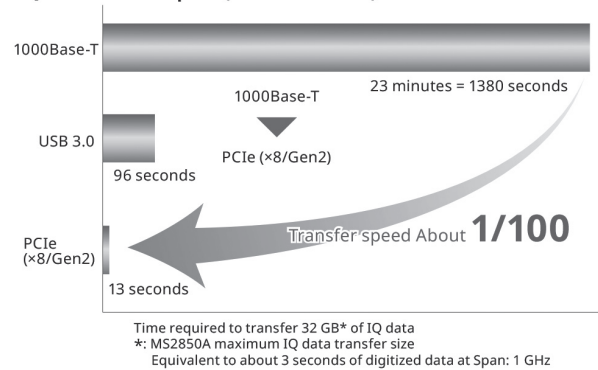 1000Base-T
23 minutes = 1380 seconds
1000Base-T
PCIe (×8/Gen2)
USB 3.0
96 seconds
Transfer speed About 1/100
PCIe
(×8/Gen2)
13 seconds
Time required to transfer 32 GB* of IQ data
*: MS2850A maximum IQ data transfer size
Equivalent to about 3 seconds of digitized data at Span: 1 GHz